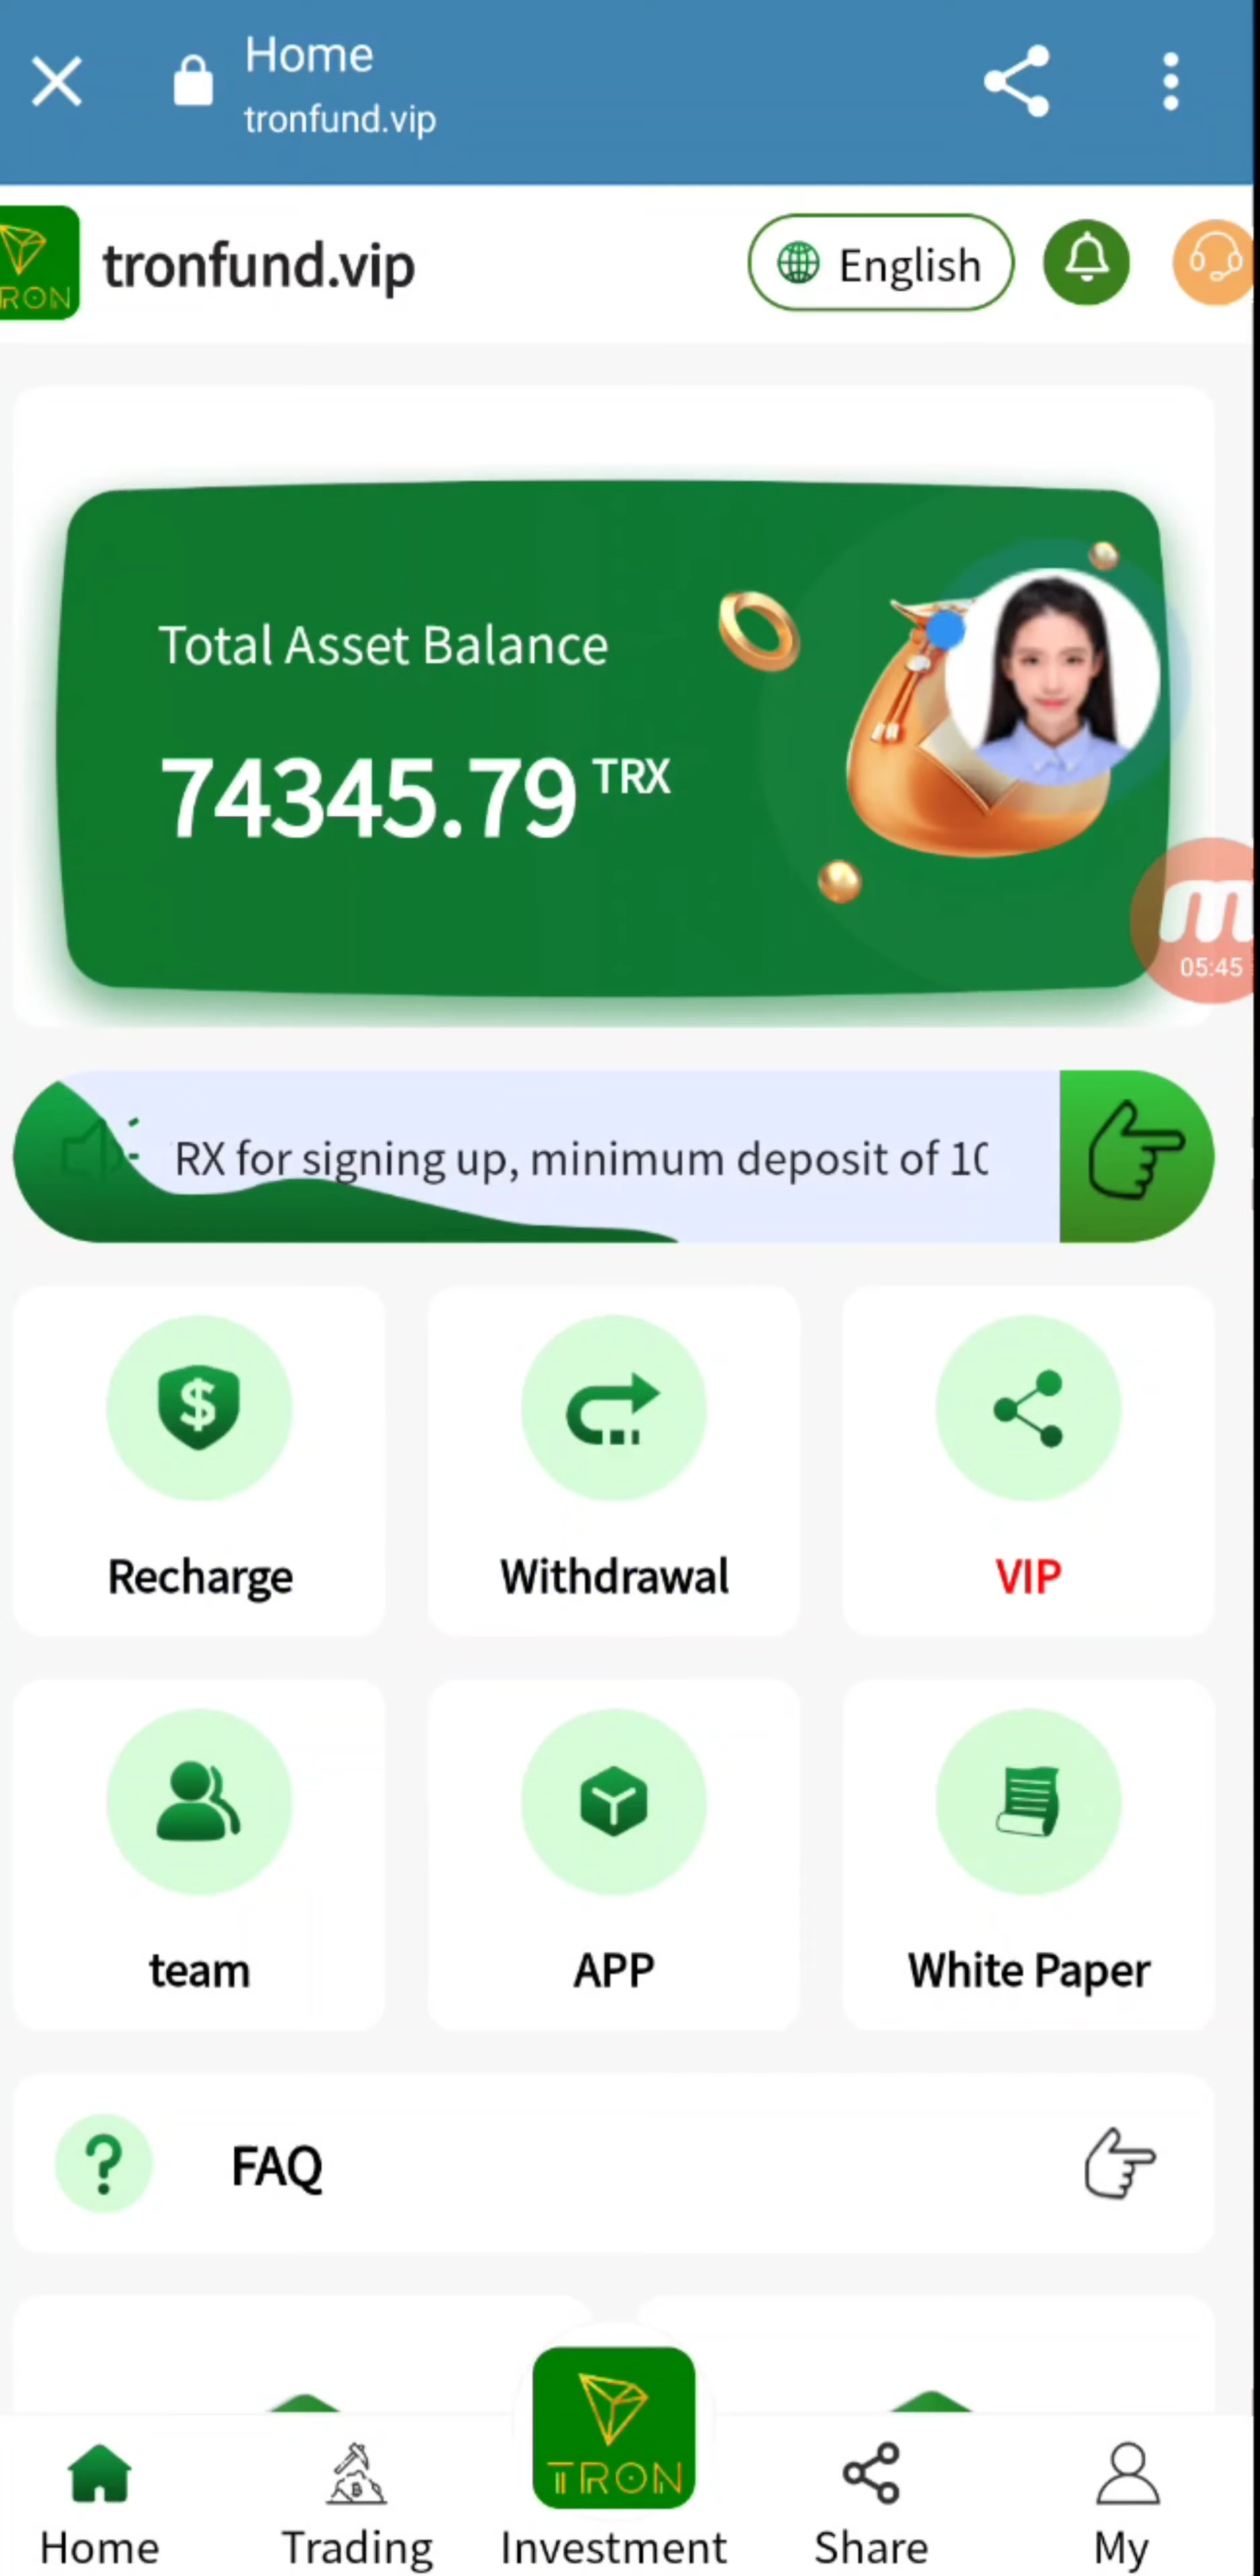 Home
tronfund.vip
RON
tronfund.vip
English
Total Asset Balance
74345.79 TRX
05:45
RX for signing up, minimum deposit of 10
Recharge
Withdrawal
VIP
team
APP
White Paper
FAQ
TRON
Home
Trading
Investment
Share
My